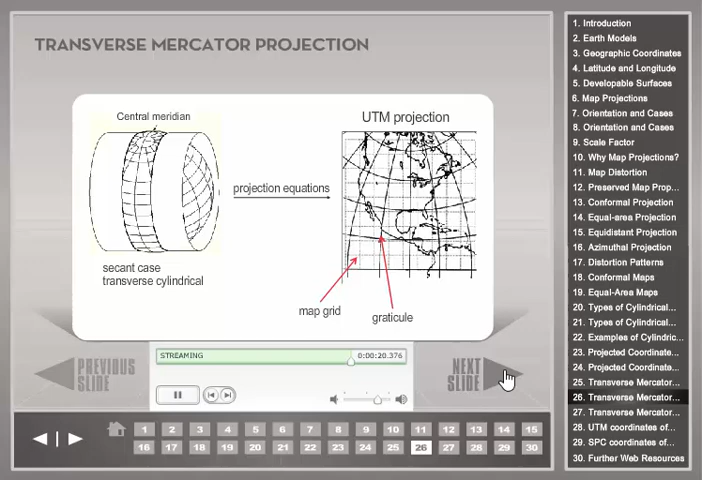 TRANSVERSE MERCATOR PROJECTION
Central meridian
UTM projection
projection equations
secant case
transverse cylindrical
map grid
graticule
STREAMING
0:00:20.376
PREVIOUS
SLIDE
NEXT
SLIDE
1 2 3 4 5 6 7 8 9 10 11 12 13 14 15
16 17 18 19 20 21 22 23 24 25 26 27 28 29 30
1. Introduction
2. Earth Models
3. Geographic Coordinates
4. Latitude and Longitude
5. Developable Surfaces
6. Map Projections
7. Orientation and Cases
8. Orientation and Cases
9. Scale Factor
10. Why Map Projections?
11. Map Distortion
12. Preserved Map Prop...
13. Conformal Projection
14. Equal-area Projection
15. Equidistant Projection
16. Azimuthal Projection
17. Distortion Patterns
18. Conformal Maps
19. Equal-Area Maps
20. Types of Cylindrical...
21. Types of Cylindrical...
22. Examples of Cylindric...
23. Projected Coordinate...
24. Projected Coordinate...
25. Transverse Mercator...
26. Transverse Mercator...
27. Transverse Mercator...
28. UTM coordinates of...
29. SPC coordinates of...
30. Further Web Resources